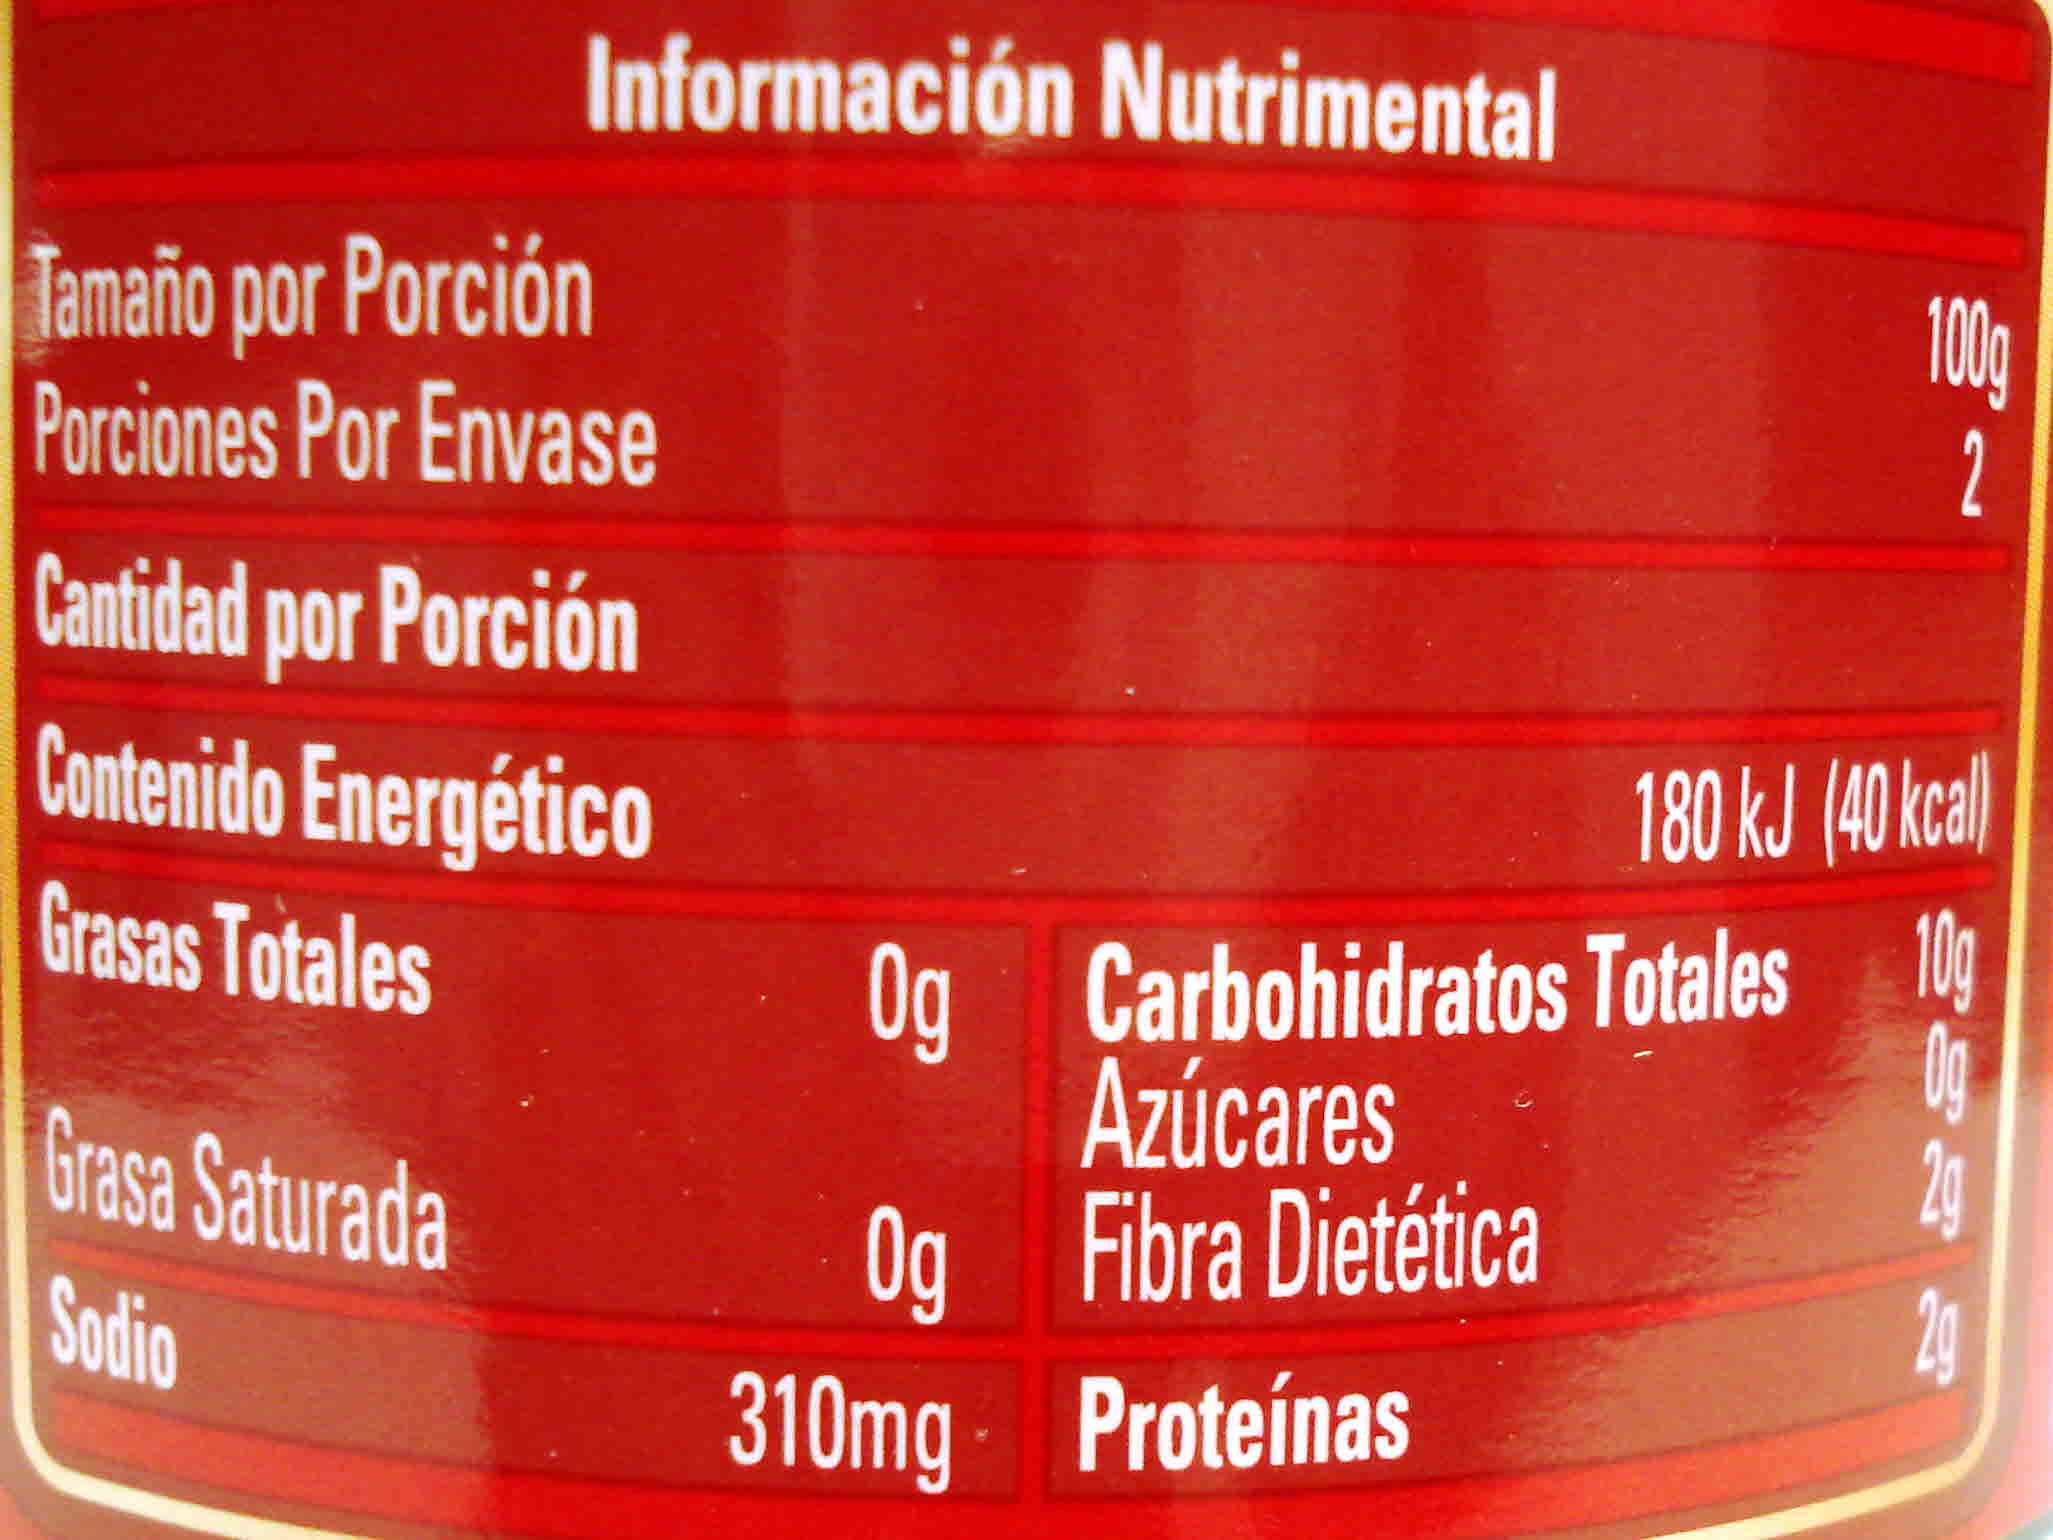 Información Nutrimental
Tamaño por Porción 100g
Porciones Por Envase 2
Cantidad por Porción
Contenido Energético 180 kJ (40 kcal)
Grasas Totales 0g
Grasa Saturada 0g
Sodio 310mg
Carbohidratos Totales 10g
Azúcares 0g
Fibra Dietética 2g
Proteínas 2g